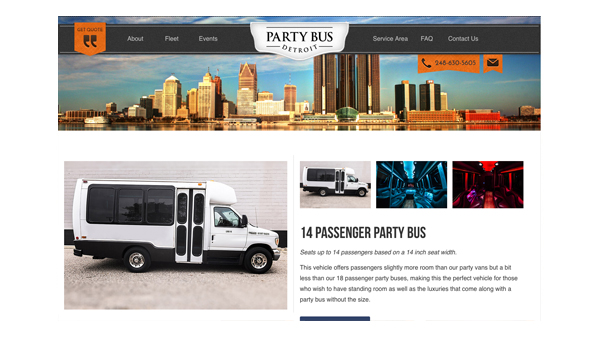 GET QUOTE
About Fleet Events
PARTY BUS
DETROIT
Service Area FAQ Contact Us
248-630-5605
14 PASSENGER PARTY BUS
Seats up to 14 passengers based on a 14 inch seat width.
This vehicle offers passengers slightly more room than our party vans but a bit
less than our 18 passenger party buses, making this the perfect vehicle for those
who wish to have standing room as well as the luxuries that come along with a
party bus without the size.